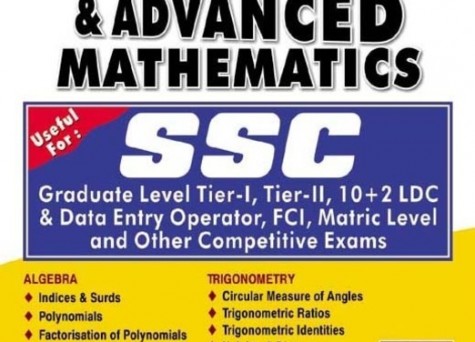 & ADVANCED
MATHEMATICS
Useful
For:
SSC
Graduate Level Tier-I, Tier-II, 10+2 LDC
& Data Entry Operator, FCI, Matric Level
and Other Competitive Exams
ALGEBRA
♦ Indices & Surds
♦ Polynomials
♦ Factorisation of Polynomials
TRIGONOMETRY
♦ Circular Measure of Angles
♦ Trigonometric Ratios
♦ Trigonometric Identities